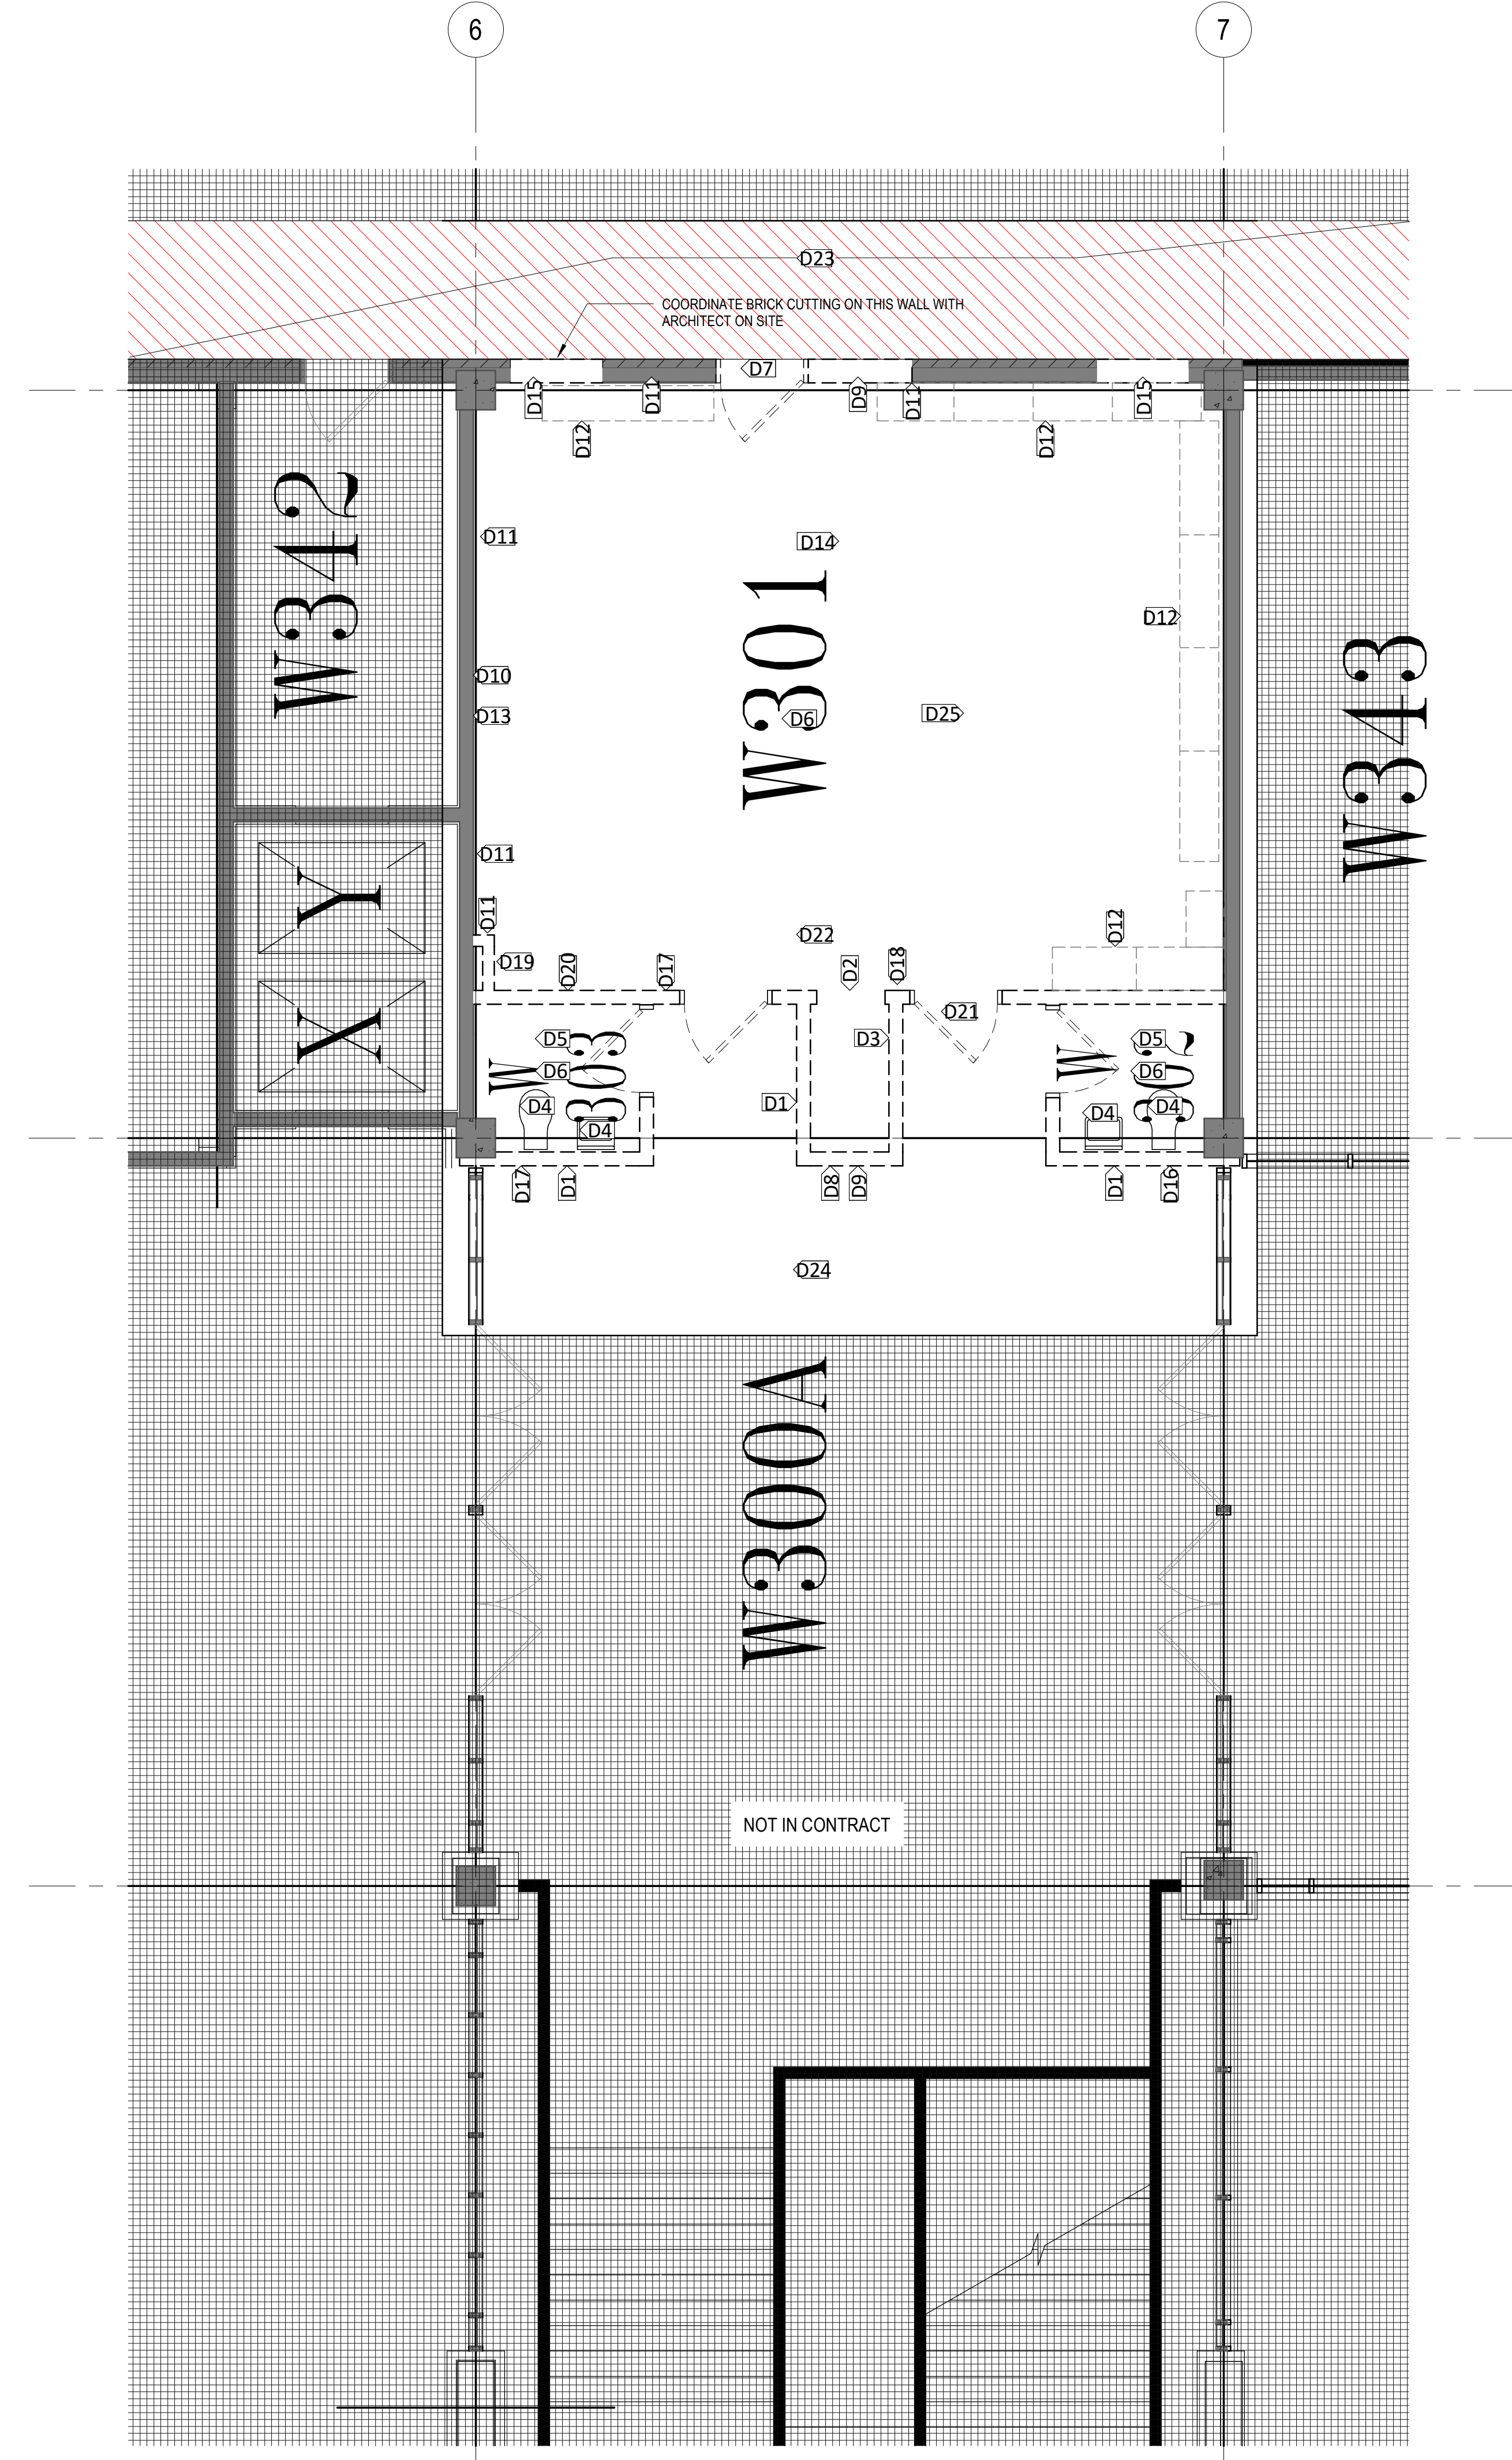 6
7
D23
COORDINATE BRICK CUTTING ON THIS WALL WITH
ARCHITECT ON SITE
D7
D15
D11
D9
D11
D15
D12
D12
W342
D11
D14
W301
D12
D10
D13
D6
D25
W343
D11
Y
D11
D22
D12
D19
D20
D17
D2
D18
X
D21
D5
W
303
D3
D5
W
D6
D6
D4
D1
D4
D4
D4
D17
D1
D8
D9
D1
D16
D24
W300A
NOT IN CONTRACT